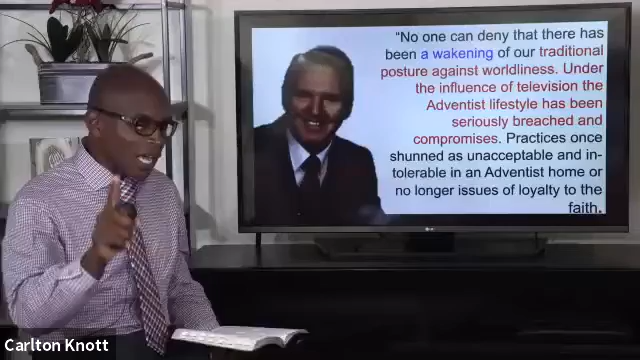 “No one can deny that there has
been a wakening of our traditional
posture against worldliness. Under
the influence of television the
Adventist lifestyle has been
seriously breached and
compromises. Practices once
shunned as unacceptable and in-
tolerable in an Adventist home or
no longer issues of loyalty to the
faith.
LG
Carlton Knott